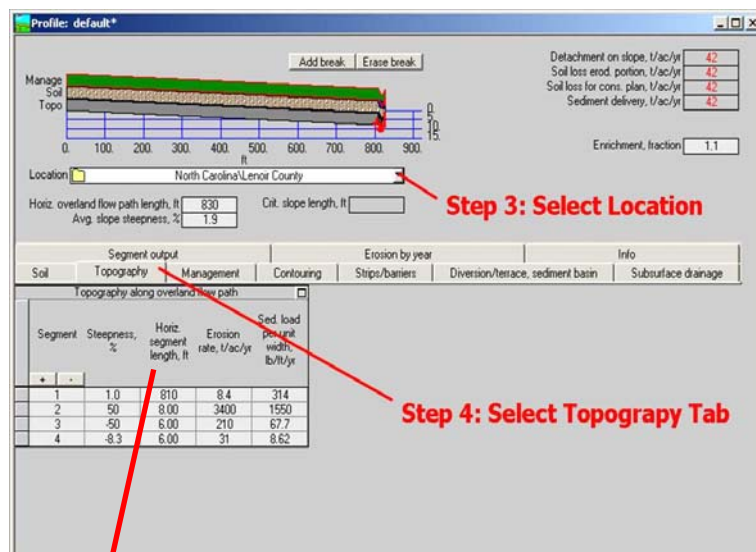 Profile: default*
Add break Erase break
Detachment on slope, t/ac/yr 42
Soil loss erod. portion, t/ac/yr 42
Soil loss for cons. plan, t/ac/yr 42
Sediment delivery, t/ac/yr 42
Enrichment, fraction 1.1
Manage
Soil
Topo
0.
5.
10.
15.
0. 100. 200. 300. 400. 500. 600. 700. 800. 900.
ft
Location North Carolina\Lenoir County
Step 3: Select Location
Horiz. overland flow path length, ft 830 Crit. slope length, ft
Avg. slope steepness, % 1.9
Segment output Erosion by year Info
Soil Topography Management Contouring Strips/barriers Diversion/terrace, sediment basin Subsurface drainage
Topography along overland flow path
Segment Steepness, % Horiz. segment length, ft Erosion rate, t/ac/yr Sed. load per unit width, lb/ft/yr
+ -
1 1.0 810 8.4 314
2 50 8.00 3400 1550
3 -50 6.00 210 67.7
4 -8.3 6.00 31 8.62
Step 4: Select Topograpy Tab